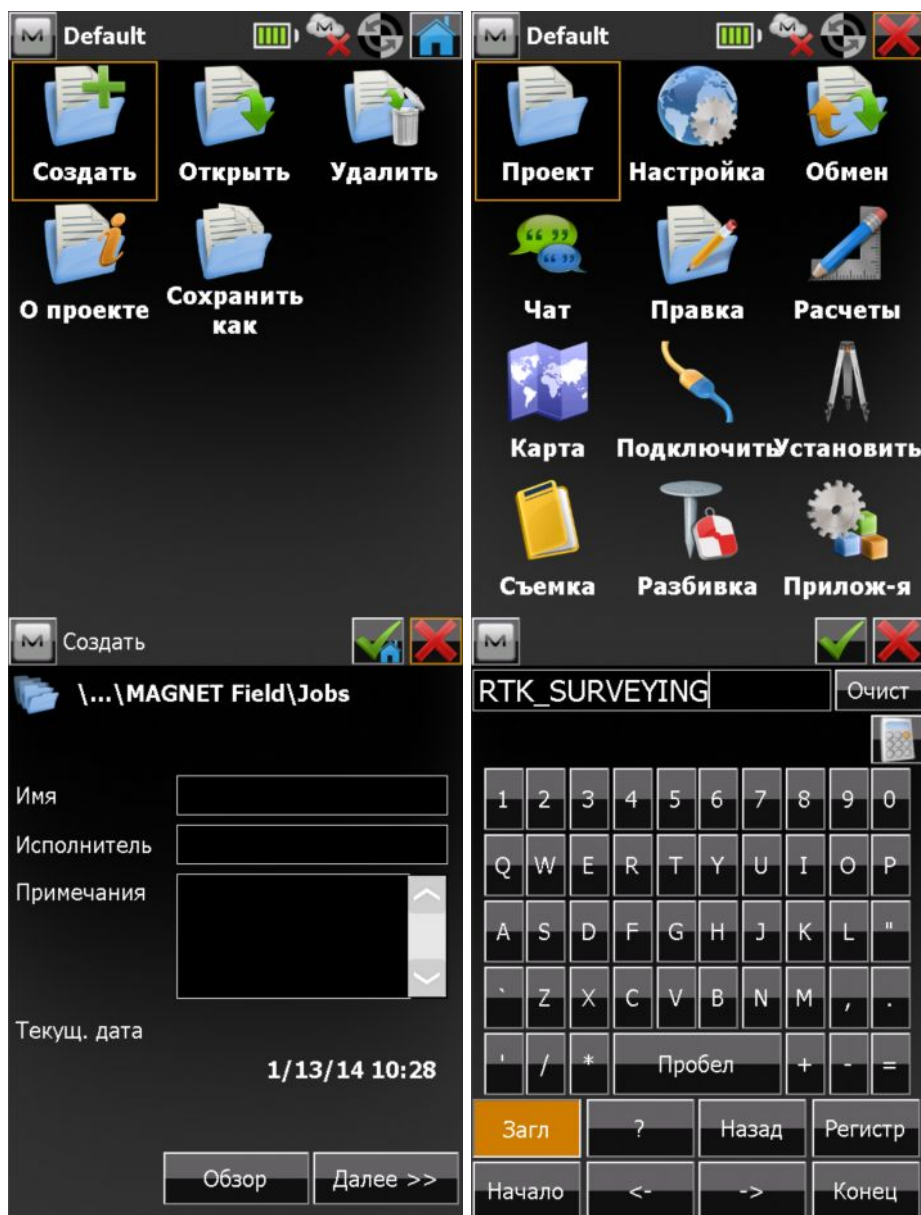 Default
Создать Открыть Удалить
О проекте Сохранить как
Default
Проект Настройка Обмен
Чат Правка Расчеты
Карта Подключить Установить
Съемка Разбивка Прилож-я
Создать
\...\MAGNET Field\Jobs
Имя
Исполнитель
Примечания
Текущ. дата
1/13/14 10:28
Обзор Далее >>
RTK_SURVEYING Очист
1 2 3 4 5 6 7 8 9 0
Q W E R T Y U I O P
A S D F G H J K L "
` Z X C V B N M , .
' / * Пробел + - =
Загл ? Назад Регистр
Начало <- -> Конец